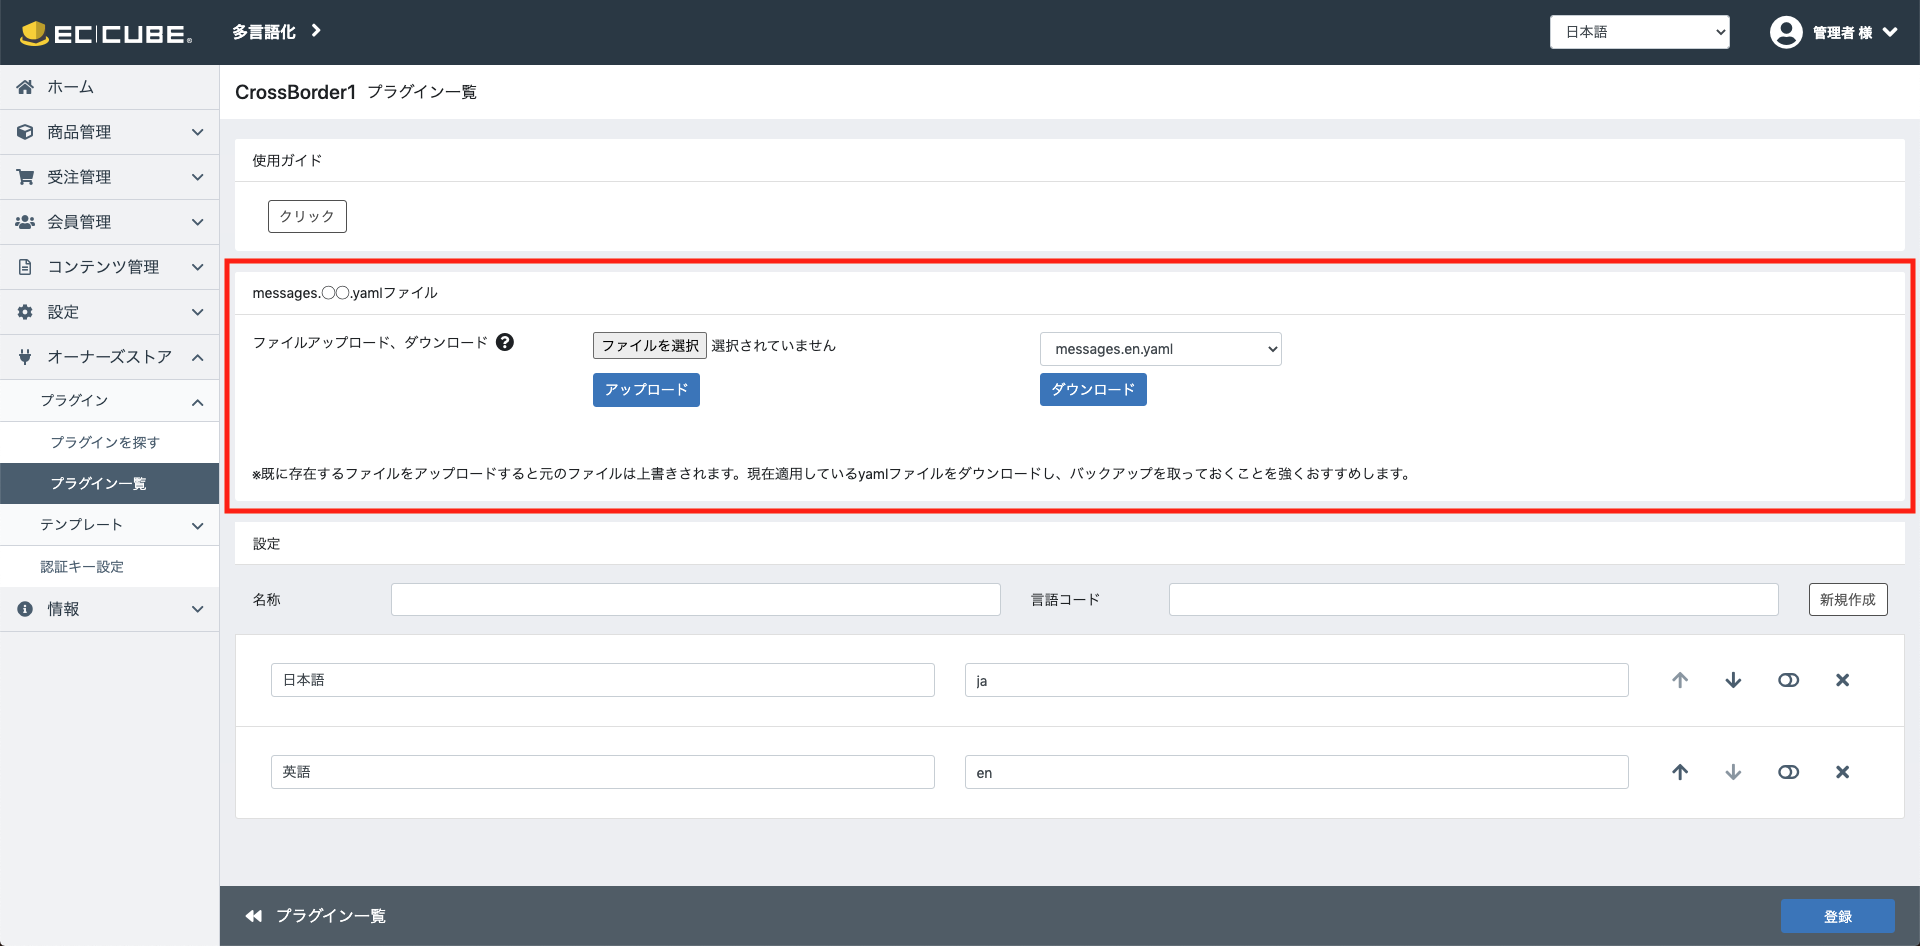 EC CUBE®
多言語化
日本語
管理者 様
ホーム
商品管理
受注管理
会員管理
コンテンツ管理
設定
オーナーズストア
プラグイン
プラグインを探す
プラグイン一覧
テンプレート
認証キー設定
情報
CrossBorder1 プラグイン一覧
使用ガイド
クリック
messages.〇〇.yamlファイル
ファイルアップロード、ダウンロード ?
ファイルを選択 選択されていません
アップロード
messages.en.yaml
ダウンロード
※既に存在するファイルをアップロードすると元のファイルは上書きされます。現在適用しているyamlファイルをダウンロードし、バックアップを取っておくことを強くおすすめします。
設定
名称
言語コード
新規作成
日本語
ja
英語
en
プラグイン一覧
登録